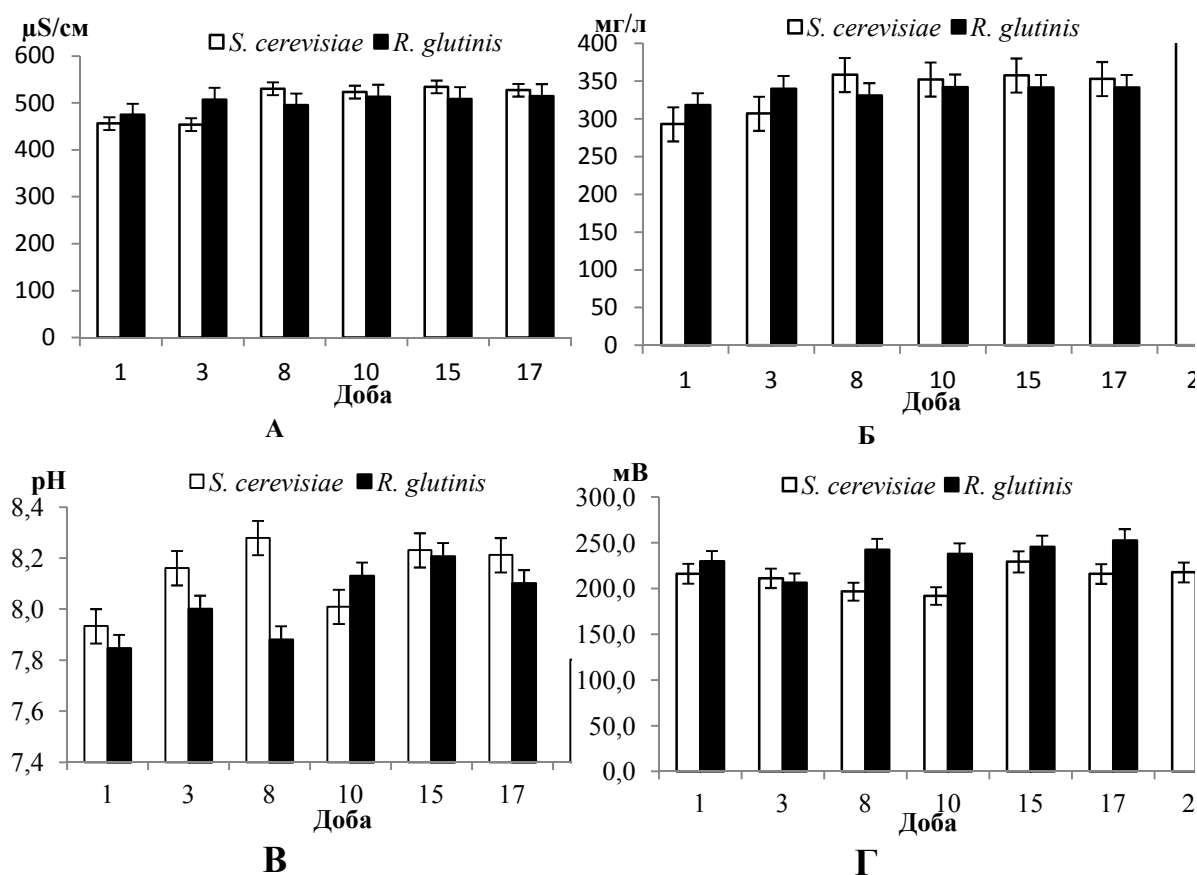 µS/см
S. cerevisiae R. glutinis
600
500
400
300
200
100
0
1 3 8 10 15 17
Доба
А
мг/л
S. cerevisiae R. glutinis
400
350
300
250
200
150
100
50
0
1 3 8 10 15 17 2
Доба
Б
pH
S. cerevisiae R. glutinis
8,4
8,2
8,0
7,8
7,6
7,4
1 3 8 10 15 17
Доба
В
мВ
S. cerevisiae R. glutinis
300,0
250,0
200,0
150,0
100,0
50,0
0,0
1 3 8 10 15 17 2
Доба
Г